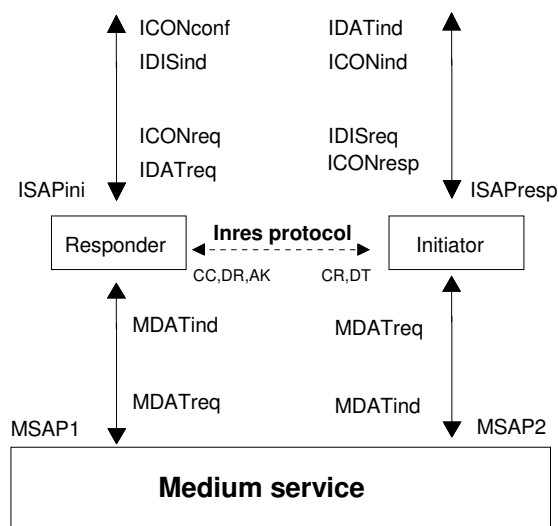 ICONconf
IDISind
ICONreq
IDATreq
ISAPini
IDATind
ICONind
IDISreq
ICONresp
ISAPresp
Responder
Inres protocol
Initiator
CC,DR,AK
CR,DT
MDATind
MDATreq
MSAP1
MDATreq
MDATind
MSAP2
Medium service